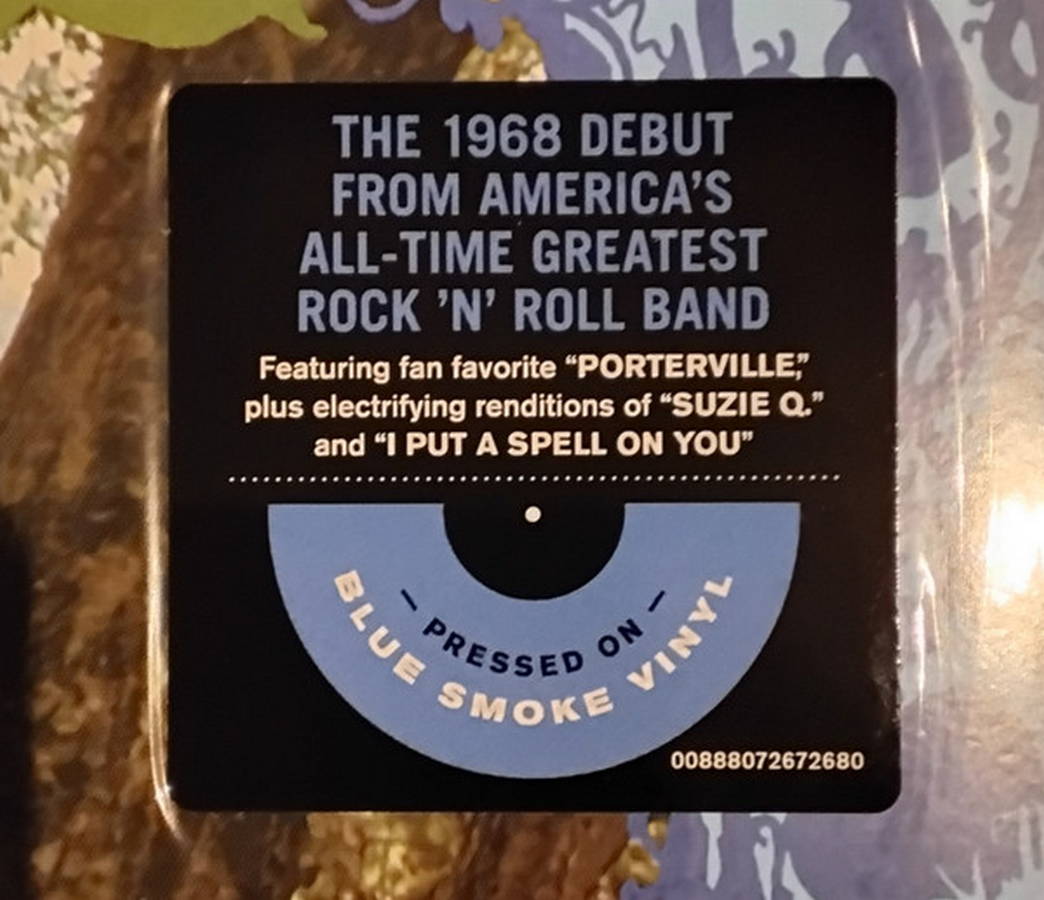 THE 1968 DEBUT
FROM AMERICA'S
ALL-TIME GREATEST
ROCK 'N' ROLL BAND
Featuring fan favorite “PORTERVILLE,”
plus electrifying renditions of “SUZIE Q.”
and “I PUT A SPELL ON YOU”
— PRESSED ON —
BLUE SMOKE VINYL
00888072672680